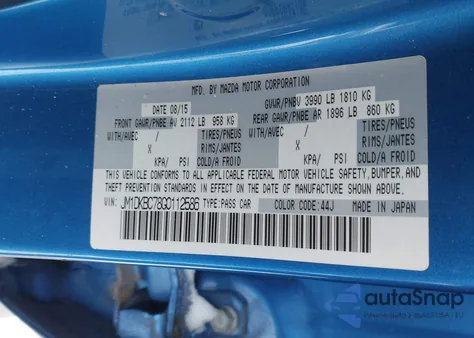 MFD. BY MAZDA MOTOR CORPORATION
DATE 08/15 GVWR/PNBV 3990 LB 1810 KG
FRONT GAWR/PNBE AV 2112 LB 958 KG REAR GAWR/PNBE AR 1896 LB 860 KG
WITH/AVEC / TIRES/PNEUS WITH/AVEC / TIRES/PNEUS
X RIMS/JANTES X RIMS/JANTES
KPA/ PSI COLD/A FROID KPA/ PSI COLD/A FROID
THIS VEHICLE CONFORMS TO ALL APPLICABLE FEDERAL MOTOR VEHICLE SAFETY, BUMPER,
AND THEFT PREVENTION STANDARDS IN EFFECT ON THE DATE OF MANUFACTURE SHOWN ABOVE.
VIN: JM1DKBC78G0112586 TYPE:PASS CAR COLOR CODE:44J MADE IN JAPAN
autoSnap